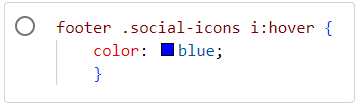 footer .social-icons i:hover {
color: blue;
}